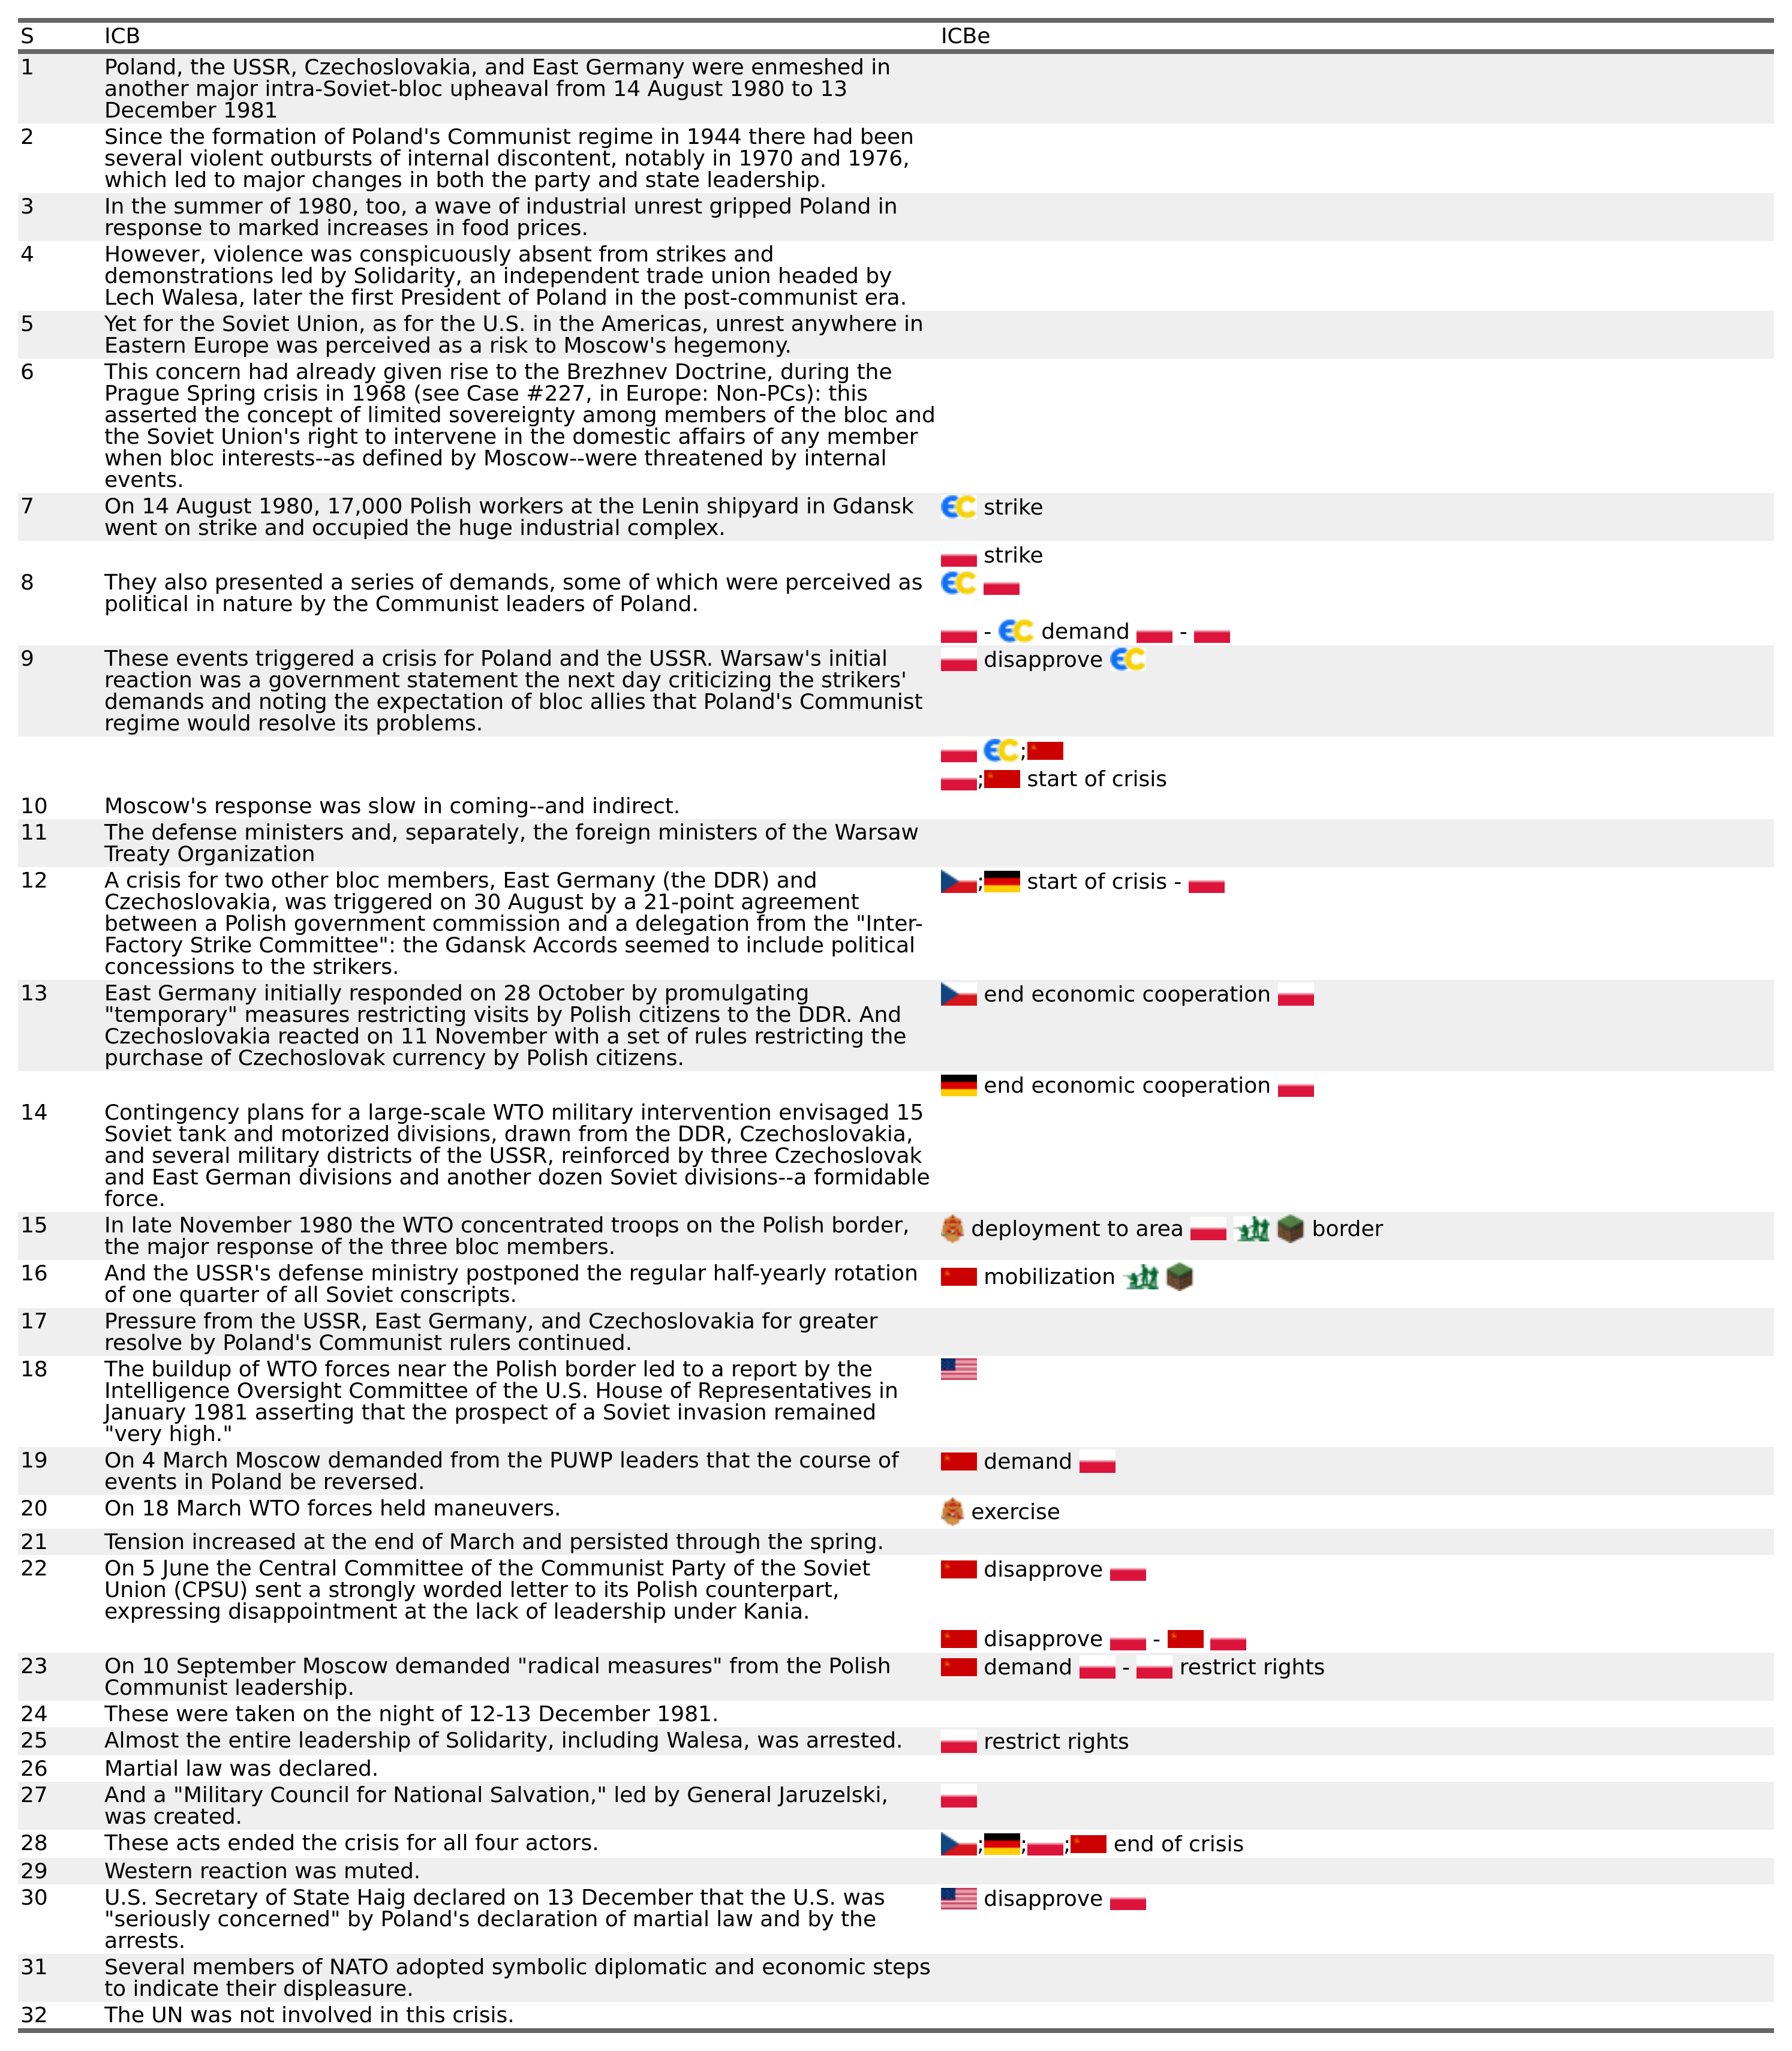 S ICB ICBe
1 Poland, the USSR, Czechoslovakia, and East Germany were enmeshed in
another major intra-Soviet-bloc upheaval from 14 August 1980 to 13
December 1981
2 Since the formation of Poland's Communist regime in 1944 there had been
several violent outbursts of internal discontent, notably in 1970 and 1976,
which led to major changes in both the party and state leadership.
3 In the summer of 1980, too, a wave of industrial unrest gripped Poland in
response to marked increases in food prices.
4 However, violence was conspicuously absent from strikes and
demonstrations led by Solidarity, an independent trade union headed by
Lech Walesa, later the first President of Poland in the post-communist era.
5 Yet for the Soviet Union, as for the U.S. in the Americas, unrest anywhere in
Eastern Europe was perceived as a risk to Moscow's hegemony.
6 This concern had already given rise to the Brezhnev Doctrine, during the
Prague Spring crisis in 1968 (see Case #227, in Europe: Non-PCs): this
asserted the concept of limited sovereignty among members of the bloc and
the Soviet Union's right to intervene in the domestic affairs of any member
when bloc interests--as defined by Moscow--were threatened by internal
events.
7 On 14 August 1980, 17,000 Polish workers at the Lenin shipyard in Gdansk EC strike
went on strike and occupied the huge industrial complex.
strike
8 They also presented a series of demands, some of which were perceived as EC
political in nature by the Communist leaders of Poland.
- EC demand -
9 These events triggered a crisis for Poland and the USSR. Warsaw's initial disapprove EC
reaction was a government statement the next day criticizing the strikers'
demands and noting the expectation of bloc allies that Poland's Communist
regime would resolve its problems.
EC ;
; start of crisis
10 Moscow's response was slow in coming--and indirect.
11 The defense ministers and, separately, the foreign ministers of the Warsaw
Treaty Organization
12 A crisis for two other bloc members, East Germany (the DDR) and ; start of crisis -
Czechoslovakia, was triggered on 30 August by a 21-point agreement
between a Polish government commission and a delegation from the "Inter-
Factory Strike Committee": the Gdansk Accords seemed to include political
concessions to the strikers.
13 East Germany initially responded on 28 October by promulgating end economic cooperation
"temporary" measures restricting visits by Polish citizens to the DDR. And
Czechoslovakia reacted on 11 November with a set of rules restricting the
purchase of Czechoslovak currency by Polish citizens.
end economic cooperation
14 Contingency plans for a large-scale WTO military intervention envisaged 15
Soviet tank and motorized divisions, drawn from the DDR, Czechoslovakia,
and several military districts of the USSR, reinforced by three Czechoslovak
and East German divisions and another dozen Soviet divisions--a formidable
force.
15 In late November 1980 the WTO concentrated troops on the Polish border, deployment to area border
the major response of the three bloc members.
16 And the USSR's defense ministry postponed the regular half-yearly rotation mobilization
of one quarter of all Soviet conscripts.
17 Pressure from the USSR, East Germany, and Czechoslovakia for greater
resolve by Poland's Communist rulers continued.
18 The buildup of WTO forces near the Polish border led to a report by the
Intelligence Oversight Committee of the U.S. House of Representatives in
January 1981 asserting that the prospect of a Soviet invasion remained
"very high."
19 On 4 March Moscow demanded from the PUWP leaders that the course of demand
events in Poland be reversed.
20 On 18 March WTO forces held maneuvers. exercise
21 Tension increased at the end of March and persisted through the spring.
22 On 5 June the Central Committee of the Communist Party of the Soviet disapprove
Union (CPSU) sent a strongly worded letter to its Polish counterpart,
expressing disappointment at the lack of leadership under Kania.
disapprove -
23 On 10 September Moscow demanded "radical measures" from the Polish demand - restrict rights
Communist leadership.
24 These were taken on the night of 12-13 December 1981.
25 Almost the entire leadership of Solidarity, including Walesa, was arrested. restrict rights
26 Martial law was declared.
27 And a "Military Council for National Salvation," led by General Jaruzelski,
was created.
28 These acts ended the crisis for all four actors. ; ; ; end of crisis
29 Western reaction was muted.
30 U.S. Secretary of State Haig declared on 13 December that the U.S. was disapprove
"seriously concerned" by Poland's declaration of martial law and by the
arrests.
31 Several members of NATO adopted symbolic diplomatic and economic steps
to indicate their displeasure.
32 The UN was not involved in this crisis.